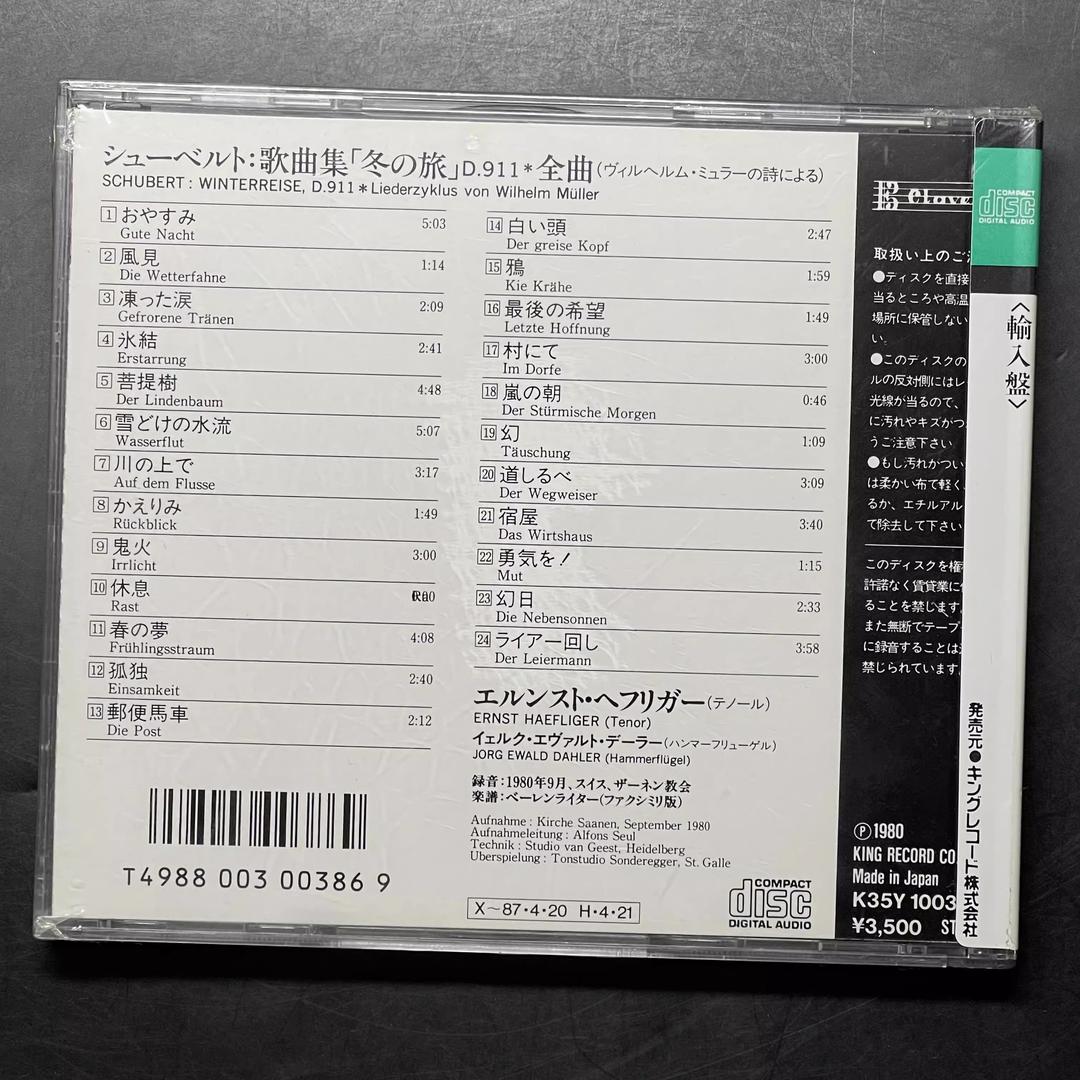 シューベルト：歌曲集「冬の旅」D.911＊全曲(ヴィルヘルム・ミュラーの詩による)
SCHUBERT : WINTERREISE, D.911＊Liederzyklus von Wilhelm Müller
1 おやすみ 5:03
Gute Nacht
2 風見 1:14
Die Wetterfahne
3 凍った涙 2:09
Gefrorene Tränen
4 氷結 2:41
Erstarrung
5 菩提樹 4:48
Der Lindenbaum
6 雪どけの水流 5:07
Wasserflut
7 川の上で 3:17
Auf dem Flusse
8 かえりみ 1:49
Rückblick
9 鬼火 3:00
Irrlicht
10 休息
Rast
11 春の夢 4:08
Frühlingsstraum
12 孤独 2:40
Einsamkeit
13 郵便馬車 2:12
Die Post
14 白い頭 2:47
Der greise Kopf
15 鴉 1:59
Kie Krähe
16 最後の希望 1:49
Letzte Hoffnung
17 村にて 3:00
Im Dorfe
18 嵐の朝 0:46
Der Stürmische Morgen
19 幻 1:09
Täuschung
20 道しるべ 3:09
Der Wegweiser
21 宿屋 3:40
Das Wirtshaus
22 勇気を！ 1:15
Mut
23 幻日 2:33
Die Nebensonnen
24 ライアー回し 3:58
Der Leiermann
エルンスト・ヘフリガー(テノール)
ERNST HAEFLIGER (Tenor)
イェルク・エヴァルト・デーラー(ハンマーフリューゲル)
JORG EWALD DAHLER (Hammerflügel)
録音：1980年9月、スイス、ザーネン教会
楽譜：ベーレンライター(ファクシミリ版)
Aufnahme : Kirche Saanen, September 1980
Aufnahmeleitung : Alfons Seul
Technik : Studio van Geest, Heidelberg
Uberspielung : Tonstudio Sonderegger, St. Galle
T4988 003 00386 9
X～87・4・20 H・4・21
COMPACT
disc
DIGITAL AUDIO
Clave
取扱い上のご
●ディスクを直接
当るところや高温
場所に保管しない
い。
●このディスクの
ルの反対側にはレ
光線が当るので、
に汚れやキズがつ
うご注意下さい
●もし汚れがつい
は柔かい布で軽く
るか、エチルアル
で除去して下さい
このディスクを権
許諾なく賃貸業に
ることを禁じます。
また無断でテープ
に録音することは
禁じられています。
Ⓟ1980
KING RECORD CO
Made in Japan
K35Y 1003
¥3,500 ST
COMPACT
disc
DIGITAL AUDIO
〈輸入盤〉
発売元●キングレコード株式会社